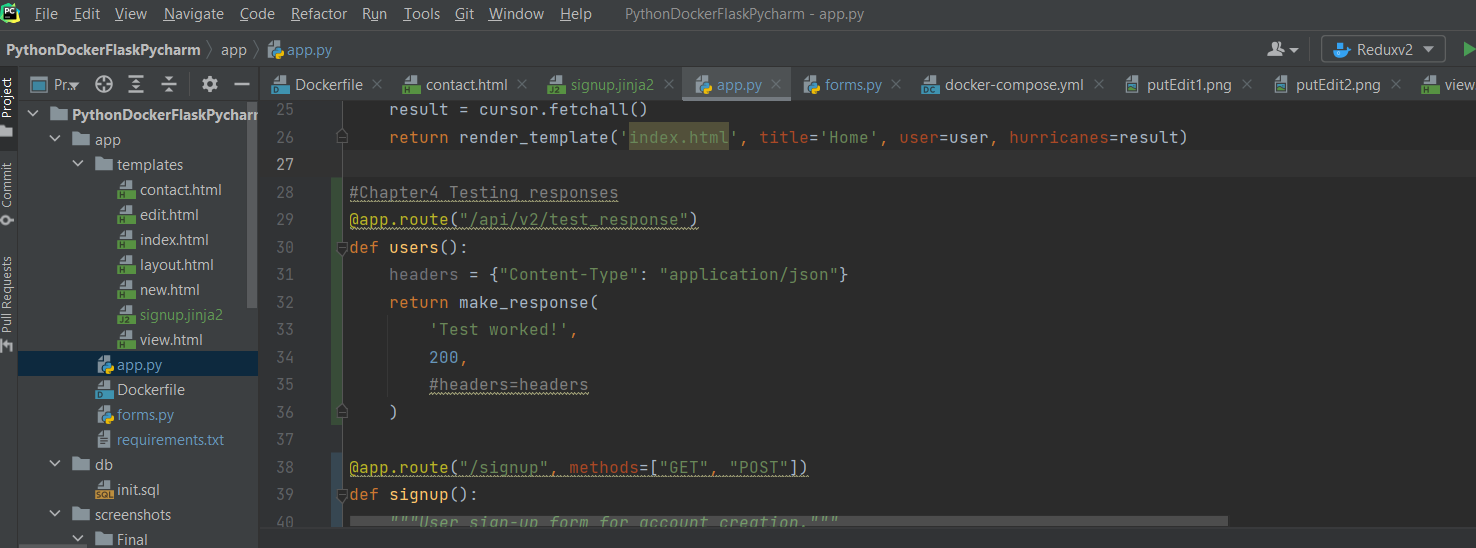 PC
File Edit View Navigate Code Refactor Run Tools Git Window Help PythonDockerFlaskPycharm - app.py
PythonDockerFlaskPycharm app app.py Reduxv2
Project
Commit
Pull Requests
Pr...
PythonDockerFlaskPycharm
app
templates
contact.html
edit.html
index.html
layout.html
new.html
signup.jinja2
view.html
app.py
Dockerfile
forms.py
requirements.txt
db
init.sql
screenshots
Final
Dockerfile contact.html signup.jinja2 app.py forms.py docker-compose.yml putEdit1.png putEdit2.png view.
25 result = cursor.fetchall()
26 return render_template('index.html', title='Home', user=user, hurricanes=result)
27
28 #Chapter4 Testing responses
29 @app.route("/api/v2/test_response")
30 def users():
31 headers = {"Content-Type": "application/json"}
32 return make_response(
33 'Test worked!',
34 200,
35 #headers=headers
36 )
37
38 @app.route("/signup", methods=["GET", "POST"])
39 def signup():
40 """User sign-up form for account creation."""